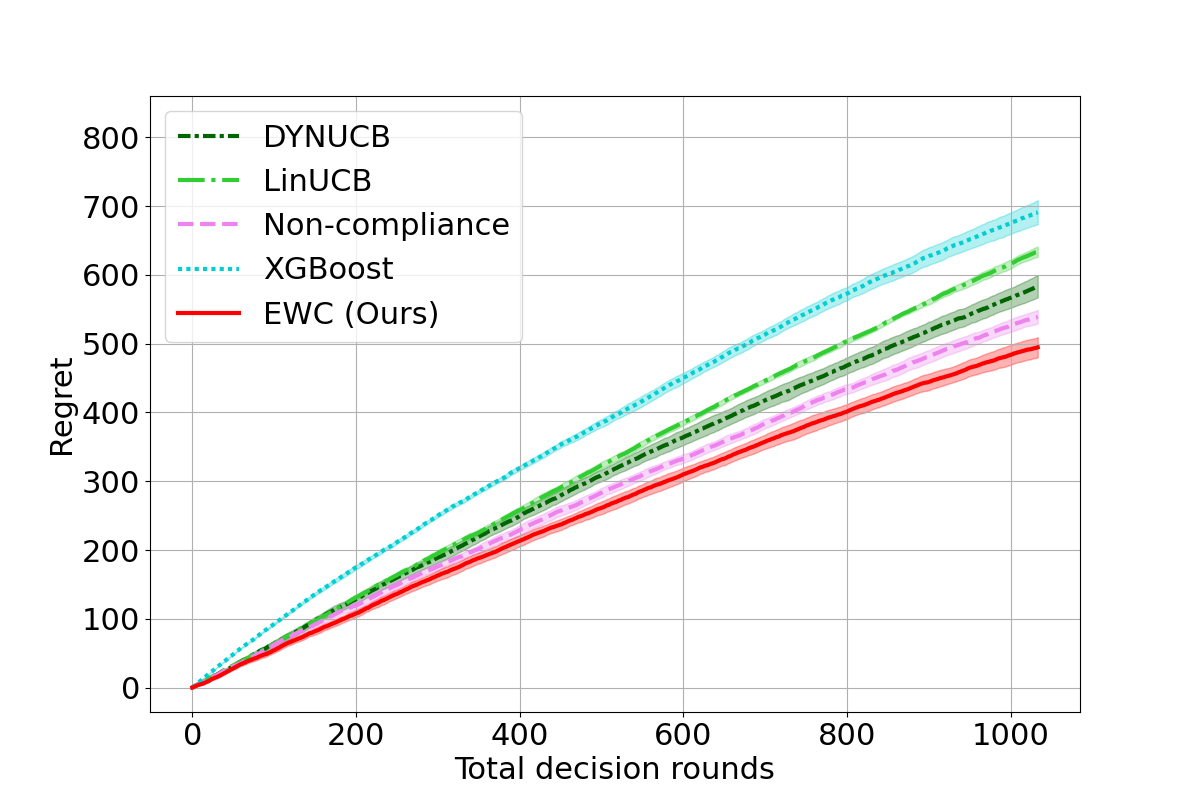 DYNUCB
LinUCB
Non-compliance
XGBoost
EWC (Ours)
800
700
600
500
400
300
200
100
0
Regret
0 200 400 600 800 1000
Total decision rounds